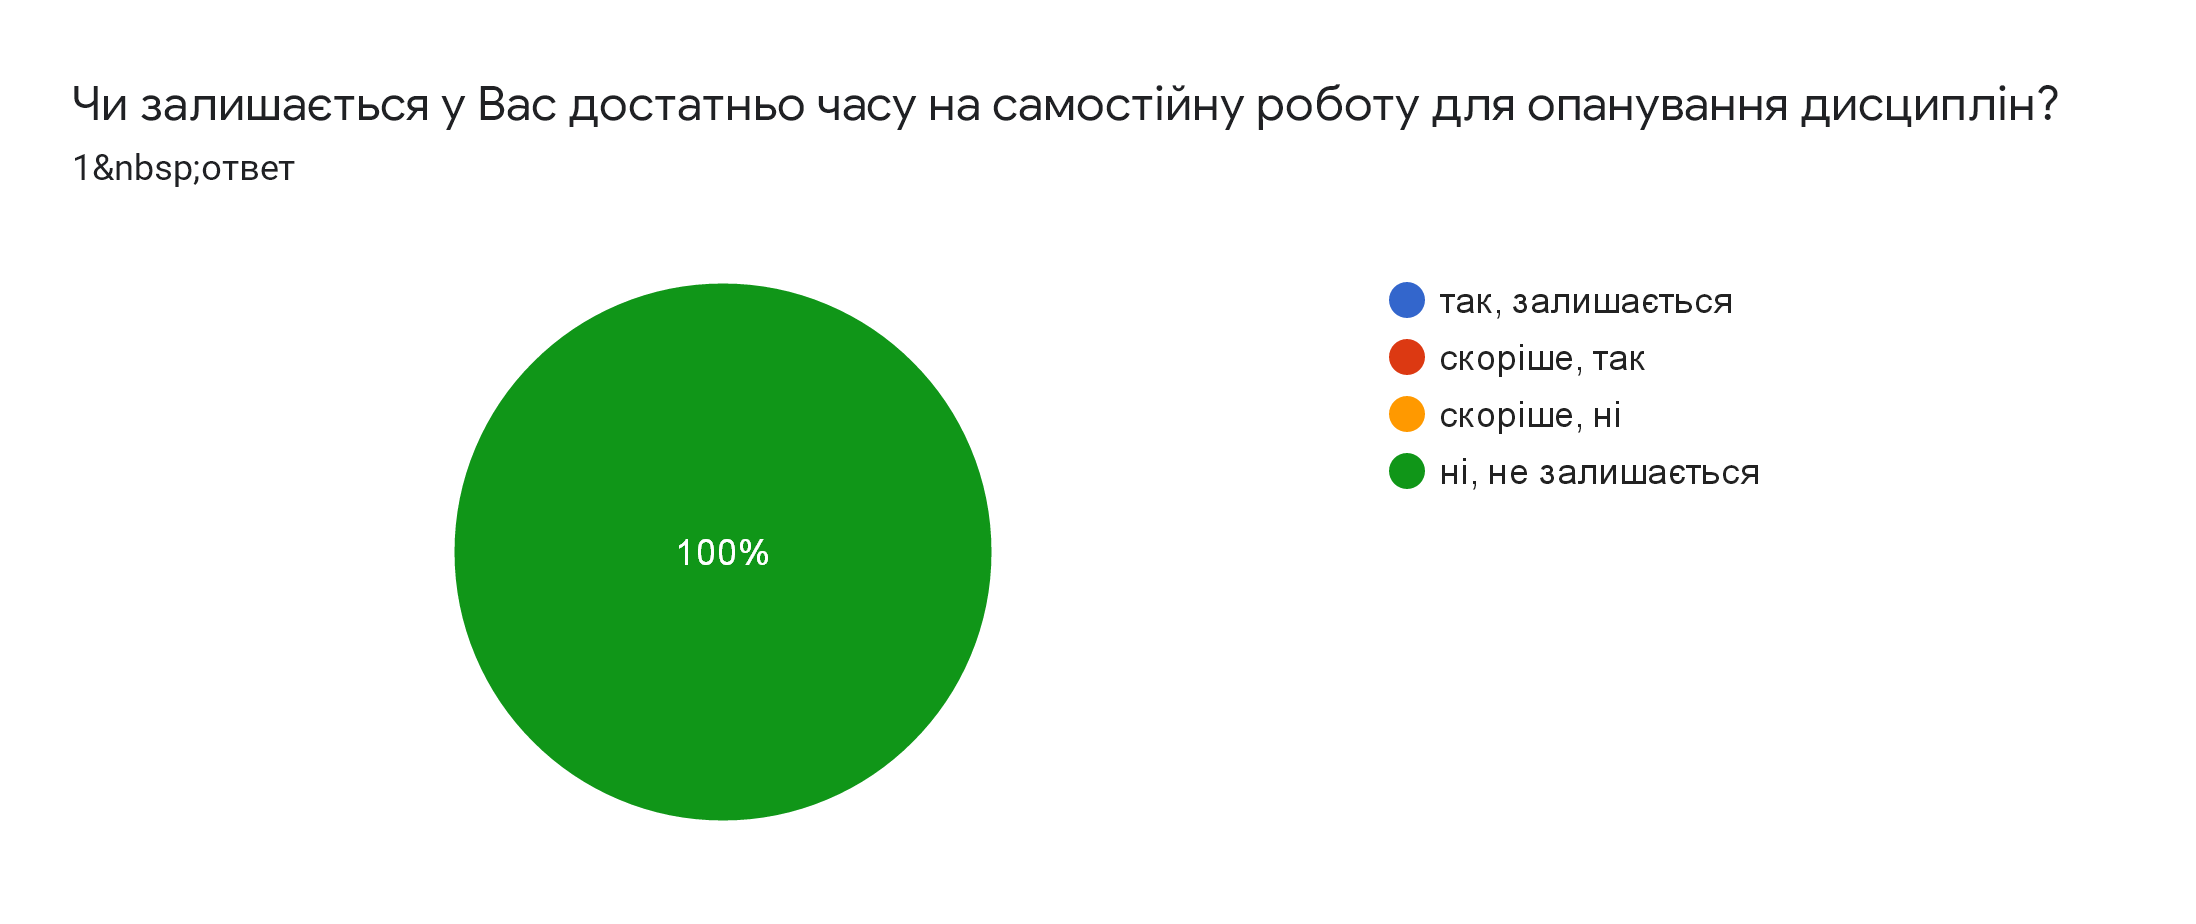 Чи залишається у Вас достатньо часу на самостійну роботу для опанування дисциплін?
1&nbsp;ответ
100%
так, залишається
скоріше, так
скоріше, ні
ні, не залишається